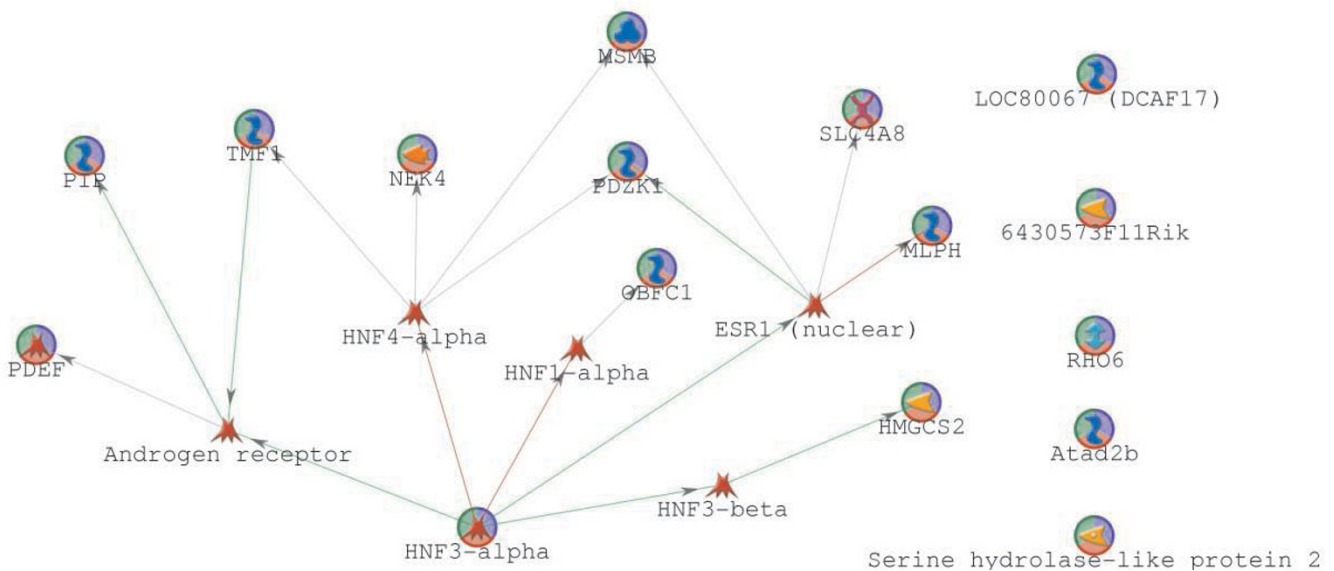 MSMB
LOC80067 (DCAF17)
SLC4A8
TMF1
PIP
NEK4
PDZK1
6430573F11Rik
MLPH
OBFC1
ESR1 (nuclear)
HNF4-alpha
RHO6
PDEF
HNF1-alpha
HMGCS2
Atad2b
Androgen receptor
HNF3-beta
HNF3-alpha
Serine hydrolase-like protein 2